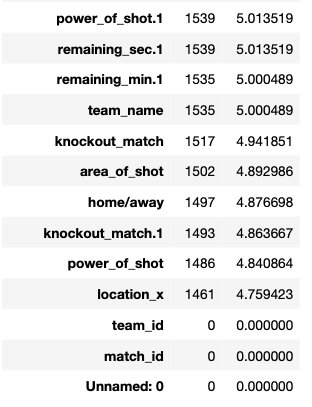 power_of_shot.1 1539 5.013519
remaining_sec.1 1539 5.013519
remaining_min.1 1535 5.000489
team_name 1535 5.000489
knockout_match 1517 4.941851
area_of_shot 1502 4.892986
home/away 1497 4.876698
knockout_match.1 1493 4.863667
power_of_shot 1486 4.840864
location_x 1461 4.759423
team_id 0 0.000000
match_id 0 0.000000
Unnamed: 0 0 0.000000